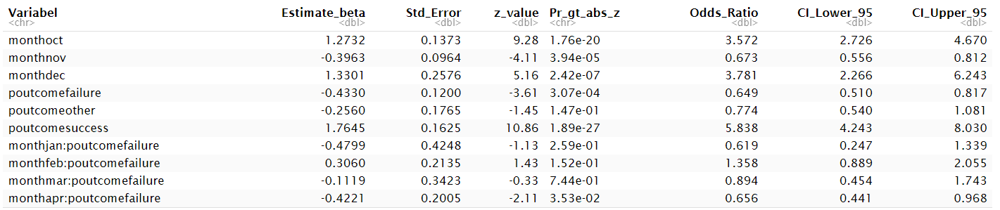 Variabel Estimate_beta Std_Error z_value Pr_gt_abs_z Odds_Ratio CI_Lower_95 CI_Upper_95
<chr> <dbl> <dbl> <dbl> <chr> <dbl> <dbl> <dbl>
monthoct 1.2732 0.1373 9.28 1.76e-20 3.572 2.726 4.670
monthnov -0.3963 0.0964 -4.11 3.94e-05 0.673 0.556 0.812
monthdec 1.3301 0.2576 5.16 2.42e-07 3.781 2.266 6.243
poutcomefailure -0.4330 0.1200 -3.61 3.07e-04 0.649 0.510 0.817
poutcomeother -0.2560 0.1765 -1.45 1.47e-01 0.774 0.540 1.081
poutcomesuccess 1.7645 0.1625 10.86 1.89e-27 5.838 4.243 8.030
monthjan:poutcomefailure -0.4799 0.4248 -1.13 2.59e-01 0.619 0.247 1.339
monthfeb:poutcomefailure 0.3060 0.2135 1.43 1.52e-01 1.358 0.889 2.055
monthmar:poutcomefailure -0.1119 0.3423 -0.33 7.44e-01 0.894 0.454 1.743
monthapr:poutcomefailure -0.4221 0.2005 -2.11 3.53e-02 0.656 0.441 0.968